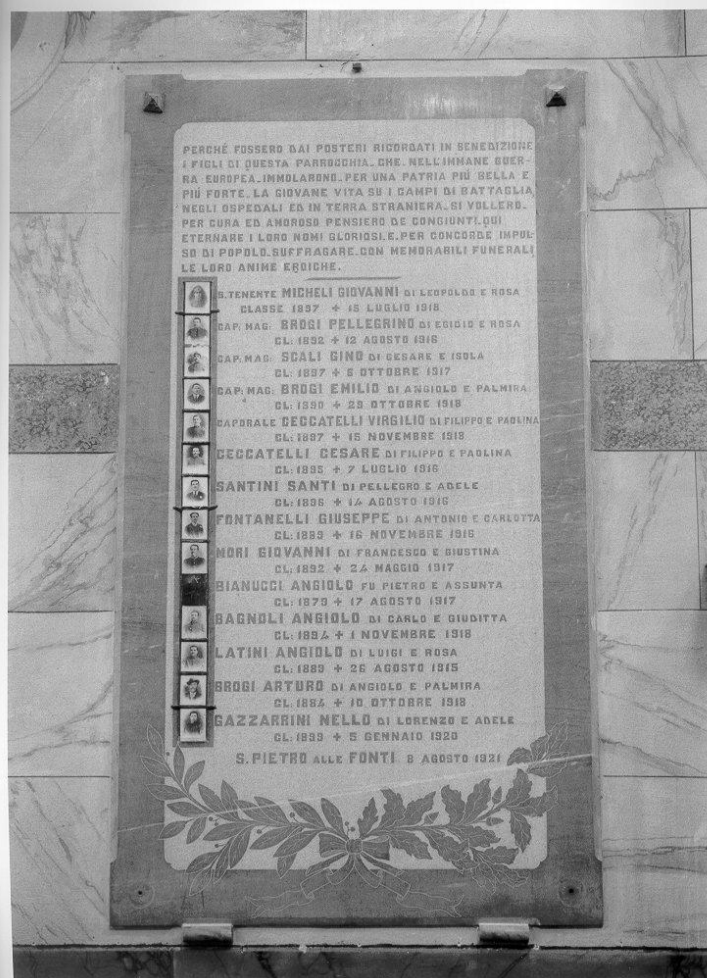 PERCHÉ FOSSERO DAI POSTERI RICORDATI IN BENEDIZIONE
I FIGLI DI QUESTA PARROCCHIA. CHE. NELL'IMMANE GUER-
RA EUROPEA. IMMOLARONO. PER UNA PATRIA PIÚ BELLA E
PIÚ FORTE. LA GIOVANE VITA SU I CAMPI DI BATTAGLIA,
NEGLI OSPEDALI ED IN TERRA STRANIERA. SI VOLLERO.
PER CURA ED AMOROSO PENSIERO DE CONGIUNTI. QUI
ETERNARE I LORO NOMI GLORIOSI. E. PER CONCORDE IMPUL-
SO DI POPOLO. SUFFRAGARE. CON MEMORABILI FUNERALI
LE LORO ANIME EROICHE.
S. TENENTE MICHELI GIOVANNI DI LEOPOLDO E ROSA
CLASSE 1897 + 15 LUGLIO 1918
CAP. MAG. BROGI PELLEGRINO DI EGIDIO E ROSA
CL: 1892 + 12 AGOSTO 1916
CAP. MAG. SCALI GINO DI CESARE E ISOLA
CL: 1897 + 6 OTTOBRE 1917
CAP: MAG: BROGI EMILIO DI ANGIOLO E PALMIRA
CL: 1890 + 29 OTTOBRE 1918
CAPORALE CECCATELLI VIRGILIO DI FILIPPO E PAOLINA
CL: 1897 + 15 NOVEMBRE 1918
CECCATELLI CESARE DI FILIPPO E PAOLINA
CL: 1895 + 7 LUGLIO 1916
SANTINI SANTI DI PELLEGRO E ADELE
CL: 1896 + 14 AGOSTO 1916
FONTANELLI GIUSEPPE DI ANTONIO E CARLOTTA
CL: 1889 + 16 NOVEMBRE 1916
MORI GIOVANNI DI FRANCESCO E GIUSTINA
CL: 1892 + 24 MAGGIO 1917
BIANUCCI ANGIOLO FU PIETRO E ASSUNTA
CL: 1879 + 17 AGOSTO 1917
BAGNOLI ANGIOLO DI CARLO E GIUDITTA
CL: 1894 + 1 NOVEMBRE 1918
LATINI ANGIOLO DI LUIGI E ROSA
CL: 1889 + 26 AGOSTO 1915
BROGI ARTURO DI ANGIOLO E PALMIRA
CL: 1884 + 10 OTTOBRE 1918
GAZZARRINI NELLO DI LORENZO E ADELE
CL: 1899 + 5 GENNAIO 1920
S. PIETRO ALLE FONTI 8 AGOSTO 1921